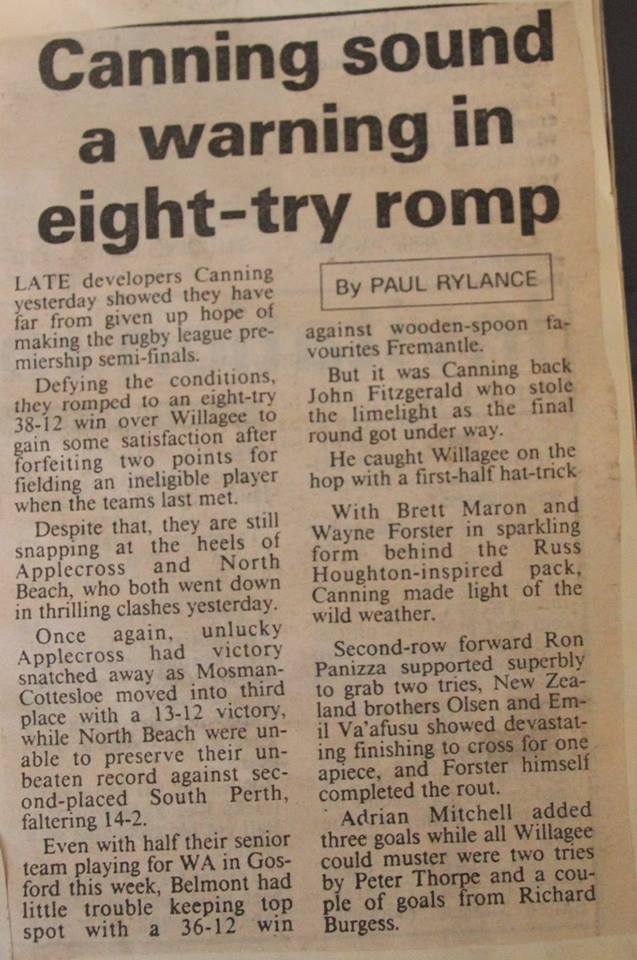 Canning sound
a warning in
eight-try romp
LATE developers Canning
yesterday showed they have
far from given up hope of
making the rugby league pre-
miership semi-finals.
Defying the conditions,
they romped to an eight-try
38-12 win over Willagee to
gain some satisfaction after
forfeiting two points for
fielding an ineligible player
when the teams last met.
Despite that, they are still
snapping at the heels of
Applecross and North
Beach, who both went down
in thrilling clashes yesterday.
Once again, unlucky
Applecross had victory
snatched away as Mosman-
Cottesloe moved into third
place with a 13-12 victory,
while North Beach were un-
able to preserve their un-
beaten record against sec-
ond-placed South Perth,
faltering 14-2.
Even with half their senior
team playing for WA in Gos-
ford this week, Belmont had
little trouble keeping top
spot with a 36-12 win
By PAUL RYLANCE
against wooden-spoon fa-
vourites Fremantle.
But it was Canning back
John Fitzgerald who stole
the limelight as the final
round got under way.
He caught Willagee on the
hop with a first-half hat-trick
With Brett Maron and
Wayne Forster in sparkling
form behind the Russ
Houghton-inspired pack,
Canning made light of the
wild weather.
Second-row forward Ron
Panizza supported superbly
to grab two tries, New Zea-
land brothers Olsen and Em-
il Va'afusu showed devastat-
ing finishing to cross for one
apiece, and Forster himself
completed the rout.
Adrian Mitchell added
three goals while all Willagee
could muster were two tries
by Peter Thorpe and a cou-
ple of goals from Richard
Burgess.